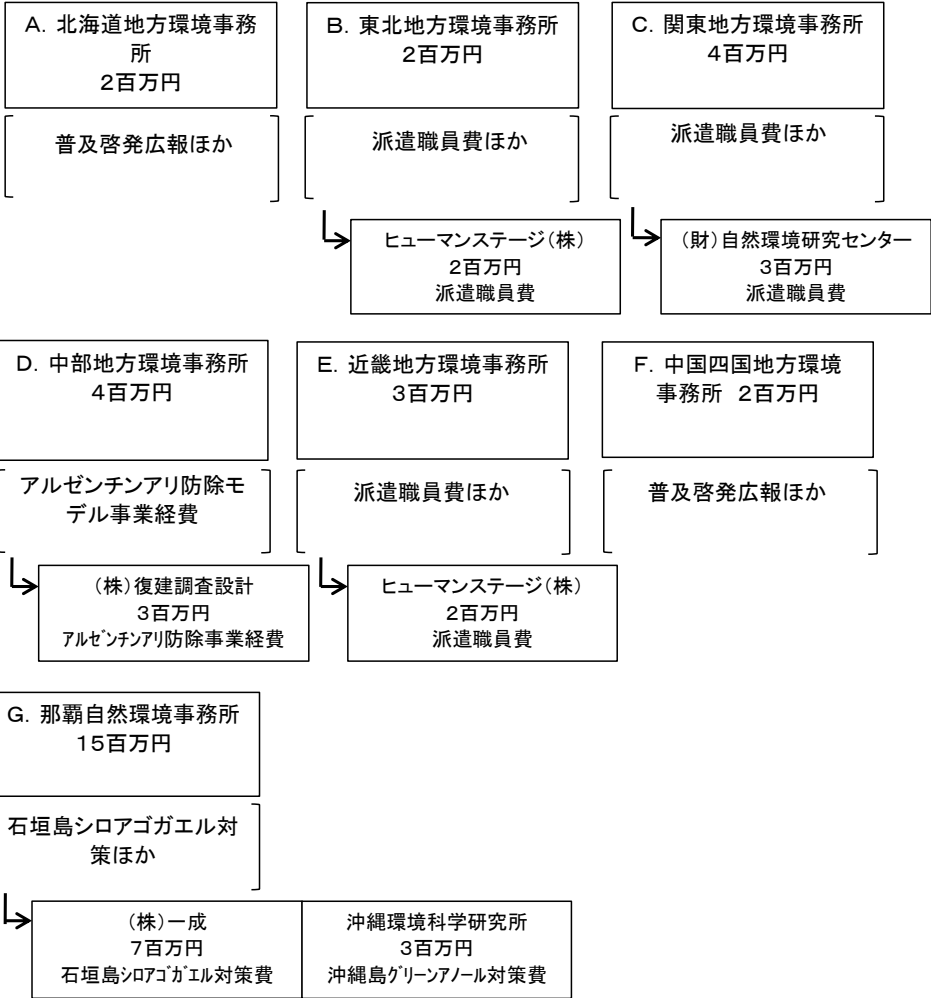 A. 北海道地方環境事務
所
2百万円
B. 東北地方環境事務所
2百万円
C. 関東地方環境事務所
4百万円
普及啓発広報ほか
派遣職員費ほか
派遣職員費ほか
ヒューマンステージ(株)
2百万円
派遣職員費
(財)自然環境研究センター
3百万円
派遣職員費
D. 中部地方環境事務所
4百万円
E. 近畿地方環境事務所
3百万円
F. 中国四国地方環境
事務所 2百万円
アルゼンチンアリ防除モ
デル事業経費
派遣職員費ほか
普及啓発広報ほか
(株)復建調査設計
3百万円
アルゼンチンアリ防除事業経費
ヒューマンステージ(株)
2百万円
派遣職員費
G. 那覇自然環境事務所
15百万円
石垣島シロアゴガエル対
策ほか
(株)一成
7百万円
石垣島シロアゴガエル対策費
沖縄環境科学研究所
3百万円
沖縄島グリーンアノール対策費